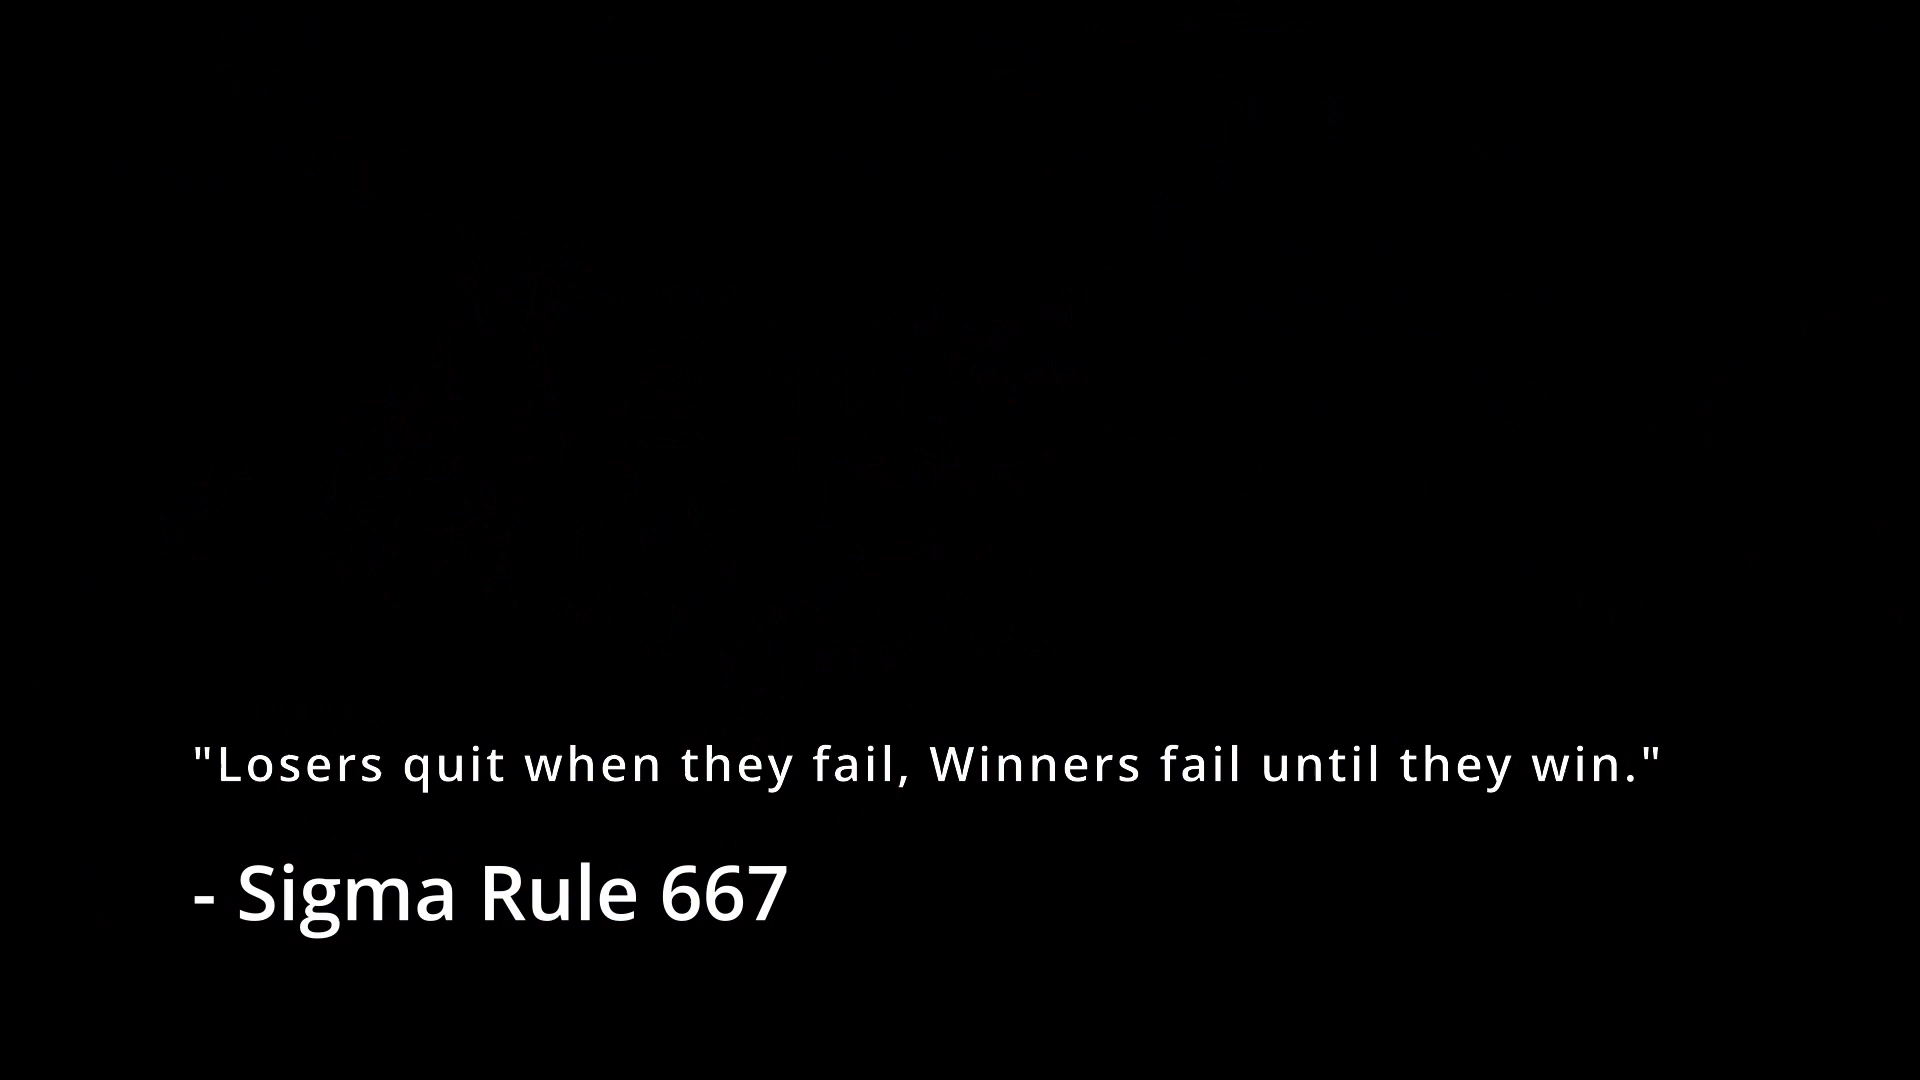 "Losers quit when they fail, Winners fail until they win."
- Sigma Rule 667